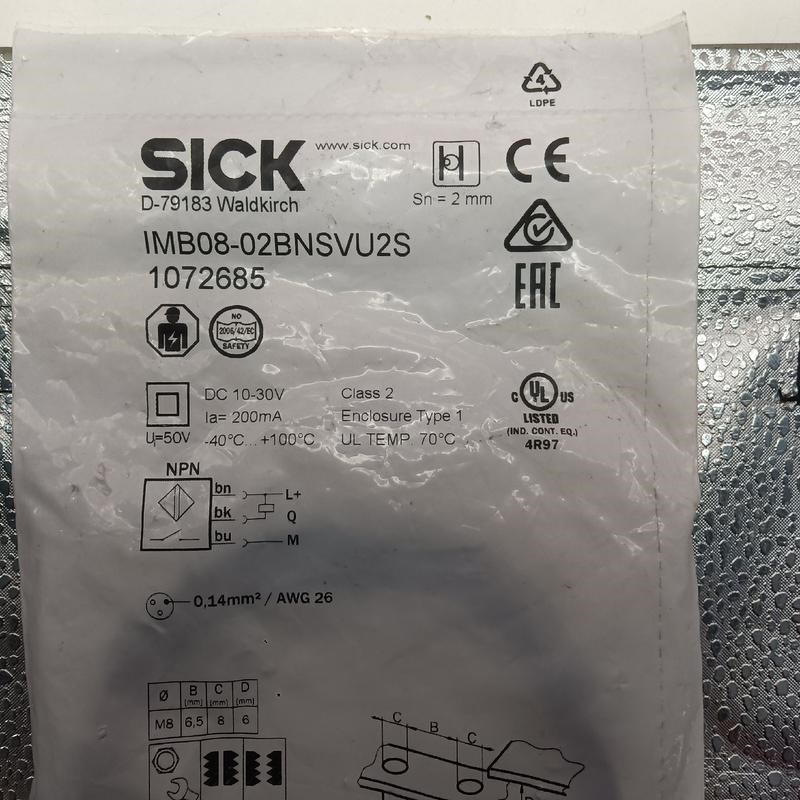 4
LDPE
SICK www.sick.com
CE
D-79183 Waldkirch
Sn = 2 mm
IMB08-02BNSVU2S
1072685
EAC
NO
2006/42/EC
SAFETY
DC 10-30V Class 2
Ia= 200mA Enclosure Type 1
Ui=50V -40°C... +100°C UL TEMP. 70°C
C UL US
LISTED
(IND. CONT. EQ.)
4R97
NPN
bn L+
bk Q
bu M
0,14mm² / AWG 26
Ø B (mm) C (mm) D (mm)
M8 6,5 8 6
C B C